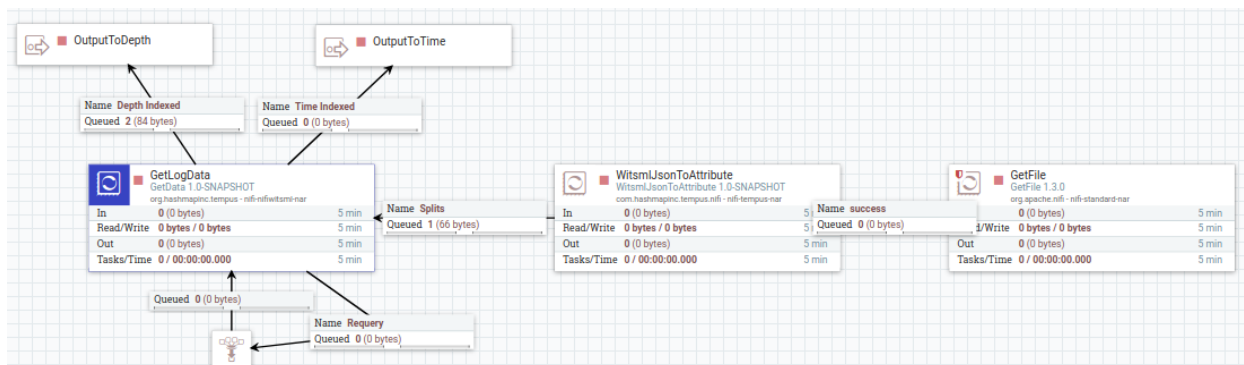 OutputToDepth
OutputToTime
Name Depth Indexed
Queued 2 (84 bytes)
Name Time Indexed
Queued 0 (0 bytes)
GetLogData
GetData 1.0-SNAPSHOT
org.hashmapinc.tempus - nifi-nifiwitsml-nar
In 0 (0 bytes) 5 min
Read/Write 0 bytes / 0 bytes 5 min
Out 0 (0 bytes) 5 min
Tasks/Time 0 / 00:00:00.000 5 min
Name Splits
Queued 1 (66 bytes)
WitsmlJsonToAttribute
WitsmlJsonToAttribute 1.0-SNAPSHOT
com.hashmapinc.tempus.nifi - nifi-tempus-nar
In 0 (0 bytes) 5
Read/Write 0 bytes / 0 bytes 5
Out 0 (0 bytes) 5 min
Tasks/Time 0 / 00:00:00.000 5 min
Name success
Queued 0 (0 bytes)
GetFile
GetFile 1.3.0
org.apache.nifi - nifi-standard-nar
0 (0 bytes) 5 min
d/Write 0 bytes / 0 bytes 5 min
Out 0 (0 bytes) 5 min
Tasks/Time 0 / 00:00:00.000 5 min
Queued 0 (0 bytes)
Name Requery
Queued 0 (0 bytes)